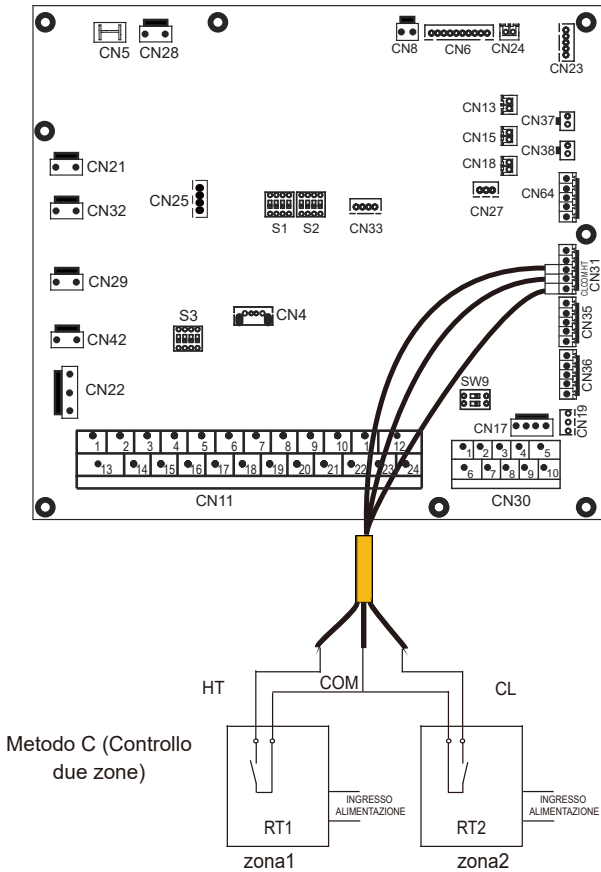 CN5 CN28 CN8 CN6 CN24
CN23
CN13 CN37
CN15 CN38
CN18
CN21 CN25 CN27 CN64
CN32 S1 S2 CN33
CL COM HT CN31
CN29
S3 CN4 CN35
CN42
CN36
CN22 SW9
CN17 CN19
1 2 3 4 5 6 7 8 9 10 11 12
13 14 15 16 17 18 19 20 21 22 23 24
CN11
1 2 3 4 5
6 7 8 9 10
CN30
HT COM CL
Metodo C (Controllo
due zone)
INGRESSO
ALIMENTAZIONE
RT1
zona1
INGRESSO
ALIMENTAZIONE
RT2
zona2